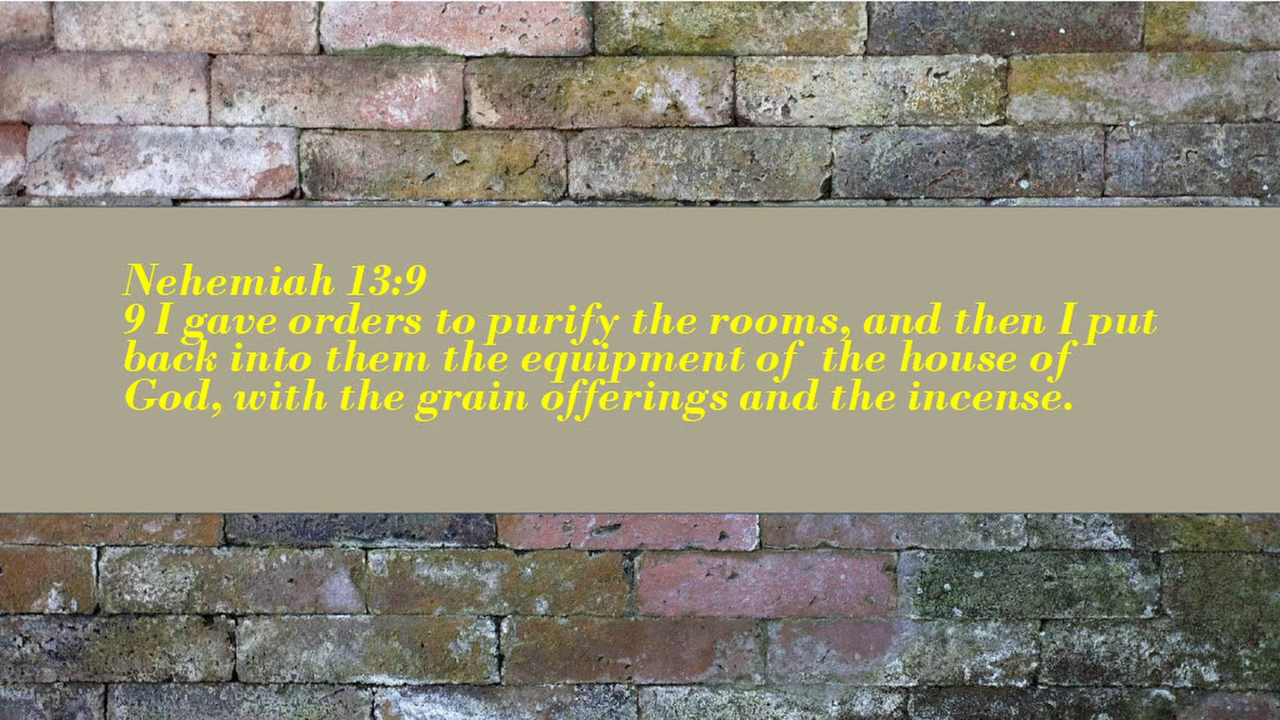 Nehemiah 13:9
9 I gave orders to purify the rooms, and then I put
back into them the equipment of  the house of
God, with the grain offerings and the incense.